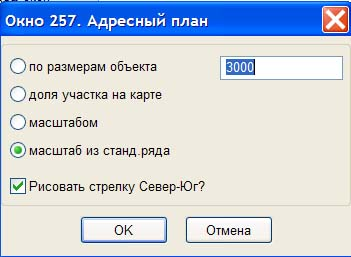 Окно 257. Адресный план
по размерам объекта
3000
доля участка на карте
масштабом
масштаб из станд.ряда
Рисовать стрелку Север-Юг?
OK
Отмена